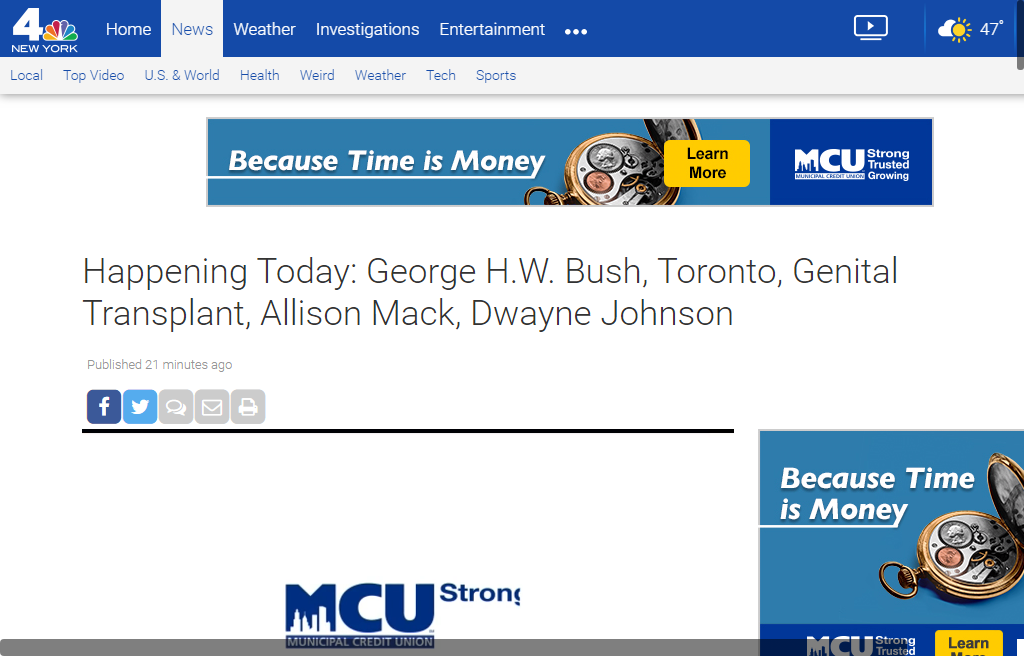 4
NEW YORK
Home
News
Weather
Investigations
Entertainment
47°
Local
Top Video
U.S. & World
Health
Weird
Weather
Tech
Sports
Because Time is Money
Learn
More
MCU
MUNICIPAL CREDIT UNION
Strong
Trusted
Growing
Happening Today: George H.W. Bush, Toronto, Genital
Transplant, Allison Mack, Dwayne Johnson
Published 21 minutes ago
Because Time
is Money
MCU
MUNICIPAL CREDIT UNION
Strong
MCU
Strong
Trusted
Learn